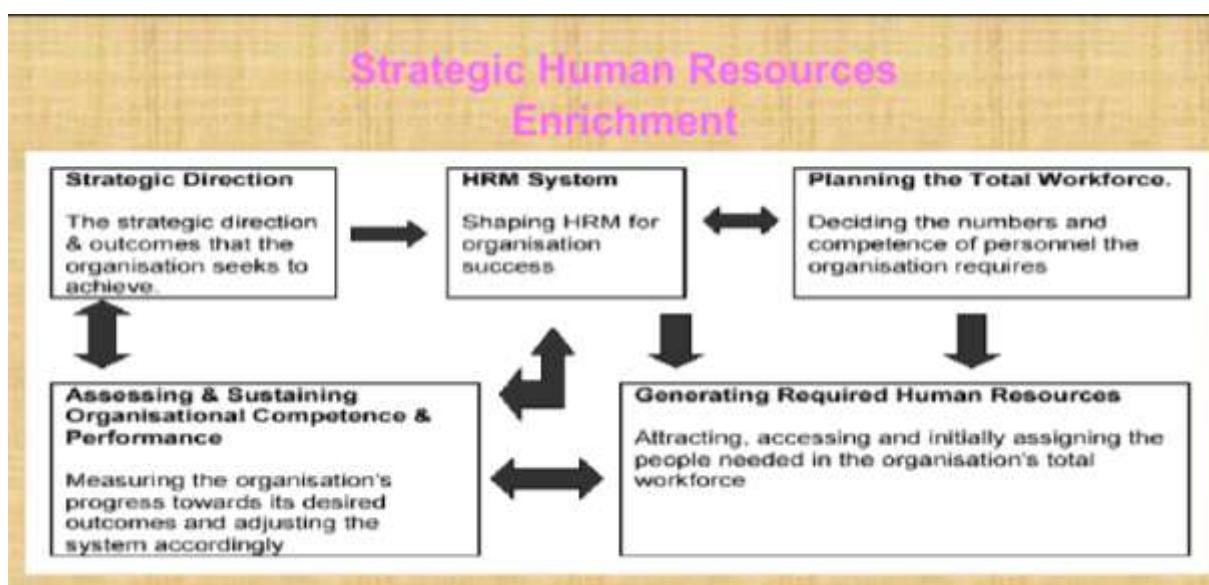 Strategic Human Resources
Enrichment
Strategic Direction
The strategic direction
& outcomes that the
organisation seeks to
achieve.
HRM System
Shaping HRM for
organisation
success
Planning the Total Workforce.
Deciding the numbers and
competence of personnel the
organisation requires
Assessing & Sustaining
Organisational Competence &
Performance
Measuring the organisation's
progress towards its desired
outcomes and adjusting the
system accordingly
Generating Required Human Resources
Attracting, accessing and initially assigning the
people needed in the organisation's total
workforce